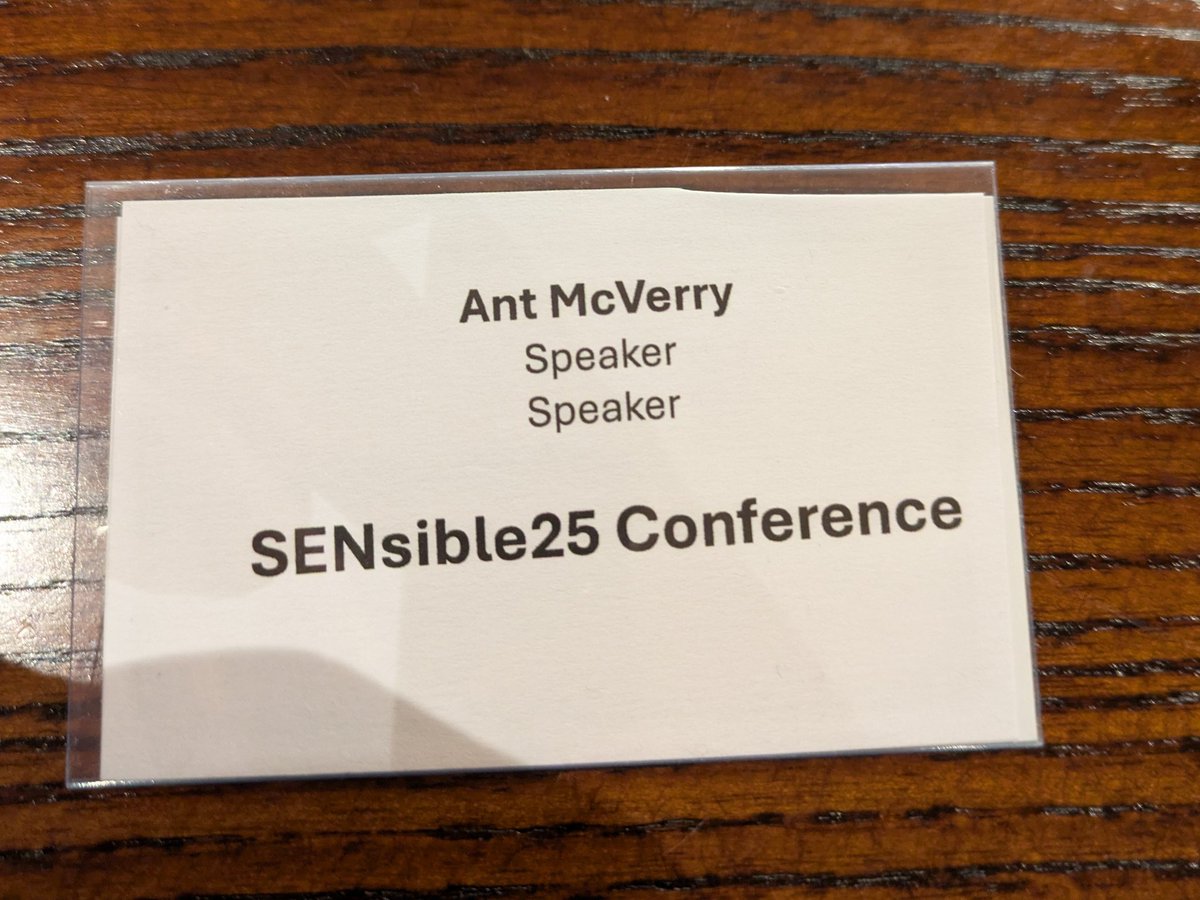 Ant McVerry
Speaker
Speaker
SENsible25 Conference